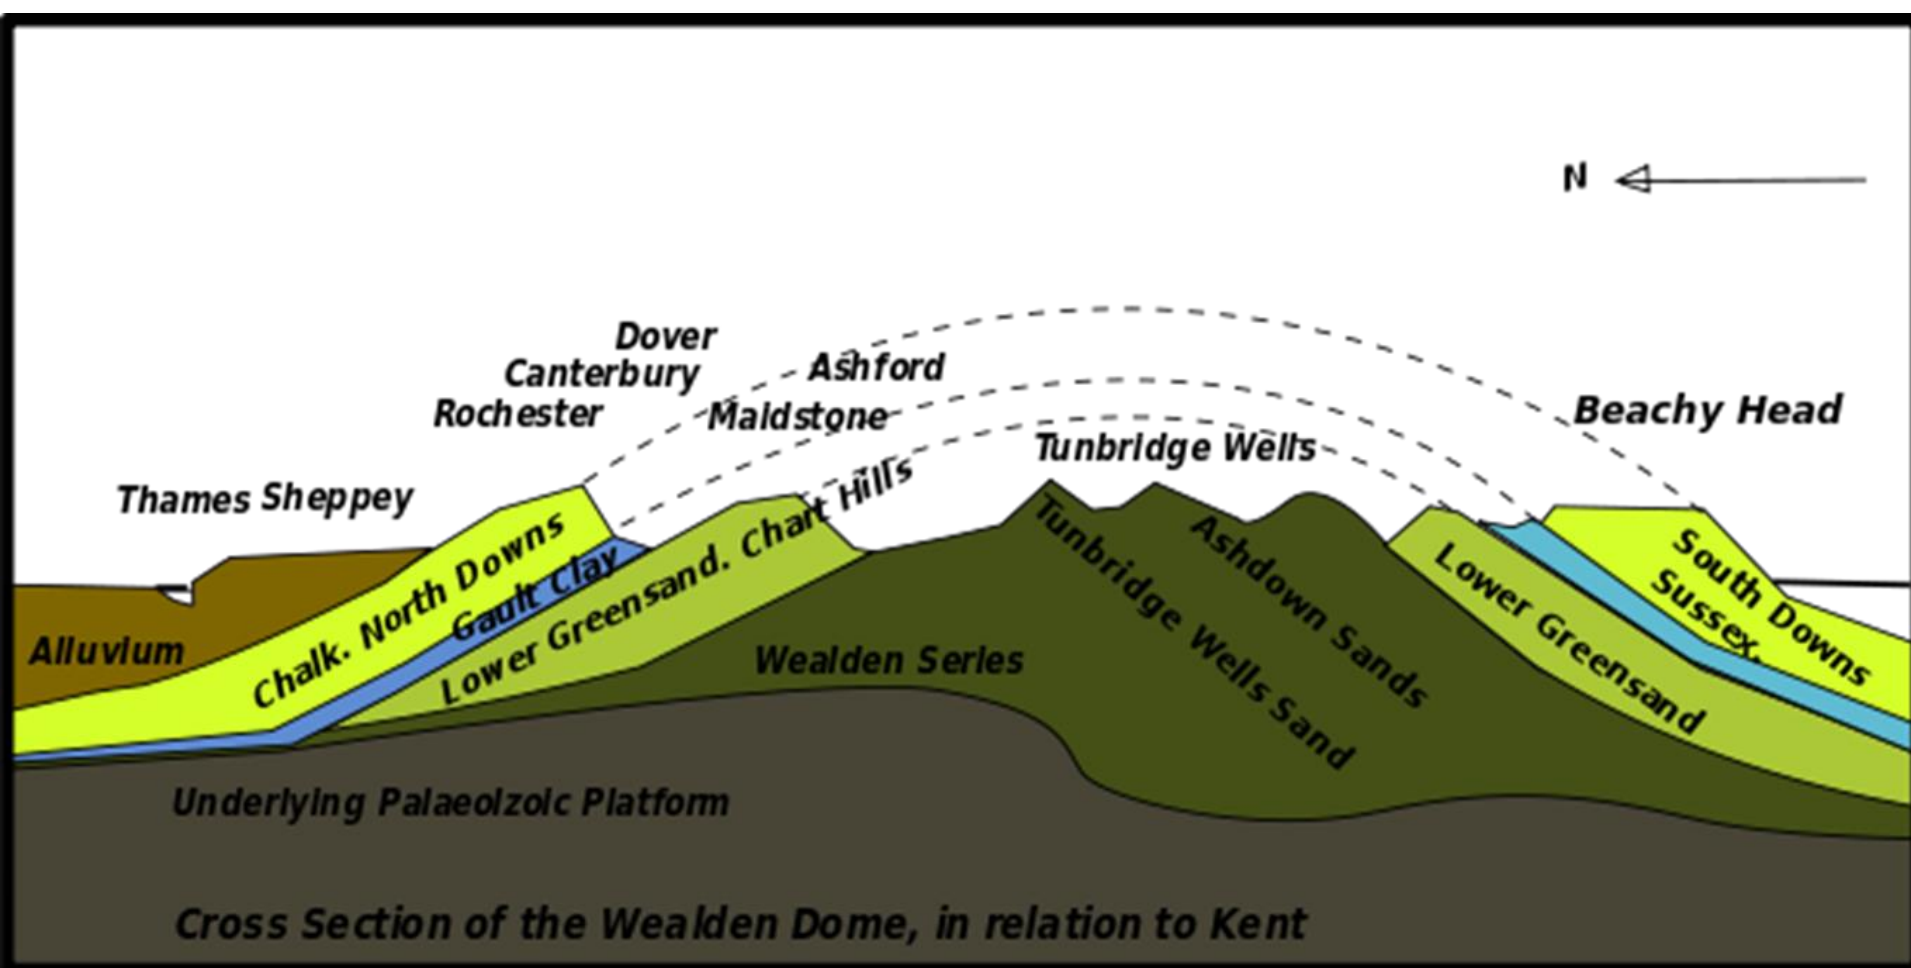 N
Dover
Canterbury
Ashford
Rochester
Maidstone
Beachy Head
Tunbridge Wells
Thames Sheppey
Chalk. North Downs
Gault Clay
Lower Greensand. Chart Hills
Tunbridge Wells Sand
Ashdown Sands
Lower Greensand
South Downs
Sussex.
Alluvium
Wealden Series
Underlying Palaeolzoic Platform
Cross Section of the Wealden Dome, in relation to Kent